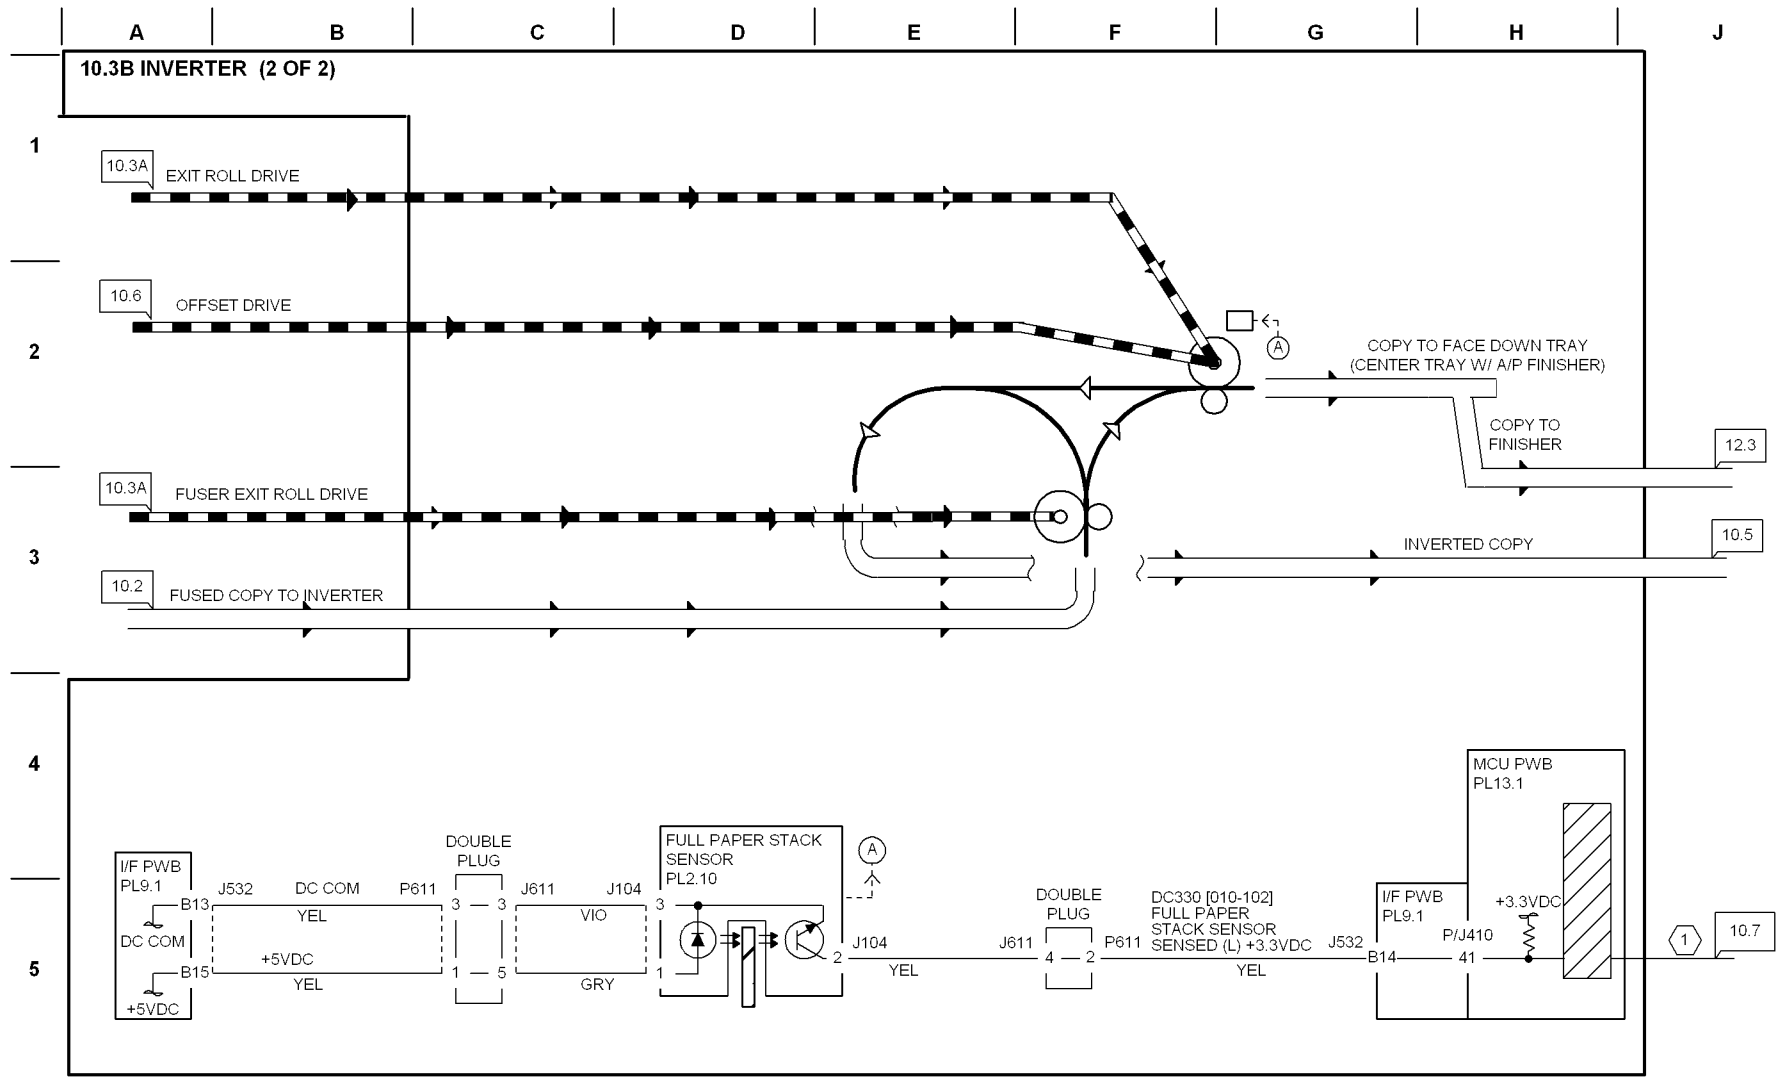 A B C D E F G H J
10.3B INVERTER (2 OF 2)
1
10.3A
EXIT ROLL DRIVE
10.6
OFFSET DRIVE
2
A
COPY TO FACE DOWN TRAY
(CENTER TRAY W/ A/P FINISHER)
COPY TO
FINISHER
12.3
10.3A
FUSER EXIT ROLL DRIVE
3
INVERTED COPY
10.5
10.2
FUSED COPY TO INVERTER
4
MCU PWB
PL13.1
DOUBLE
PLUG
FULL PAPER STACK
SENSOR
PL2.10
A
I/F PWB
PL9.1
B13
J532
DC COM
YEL
P611
3
3
J611
VIO
J104
3
DC COM
5
B15
+5VDC
YEL
1
5
GRY
1
+5VDC
2
J104
YEL
DOUBLE
PLUG
J611
4
2
P611
DC330 [010-102]
FULL PAPER
STACK SENSOR
SENSED (L) +3.3VDC
YEL
J532
B14
I/F PWB
PL9.1
P/J410
41
+3.3VDC
1
10.7